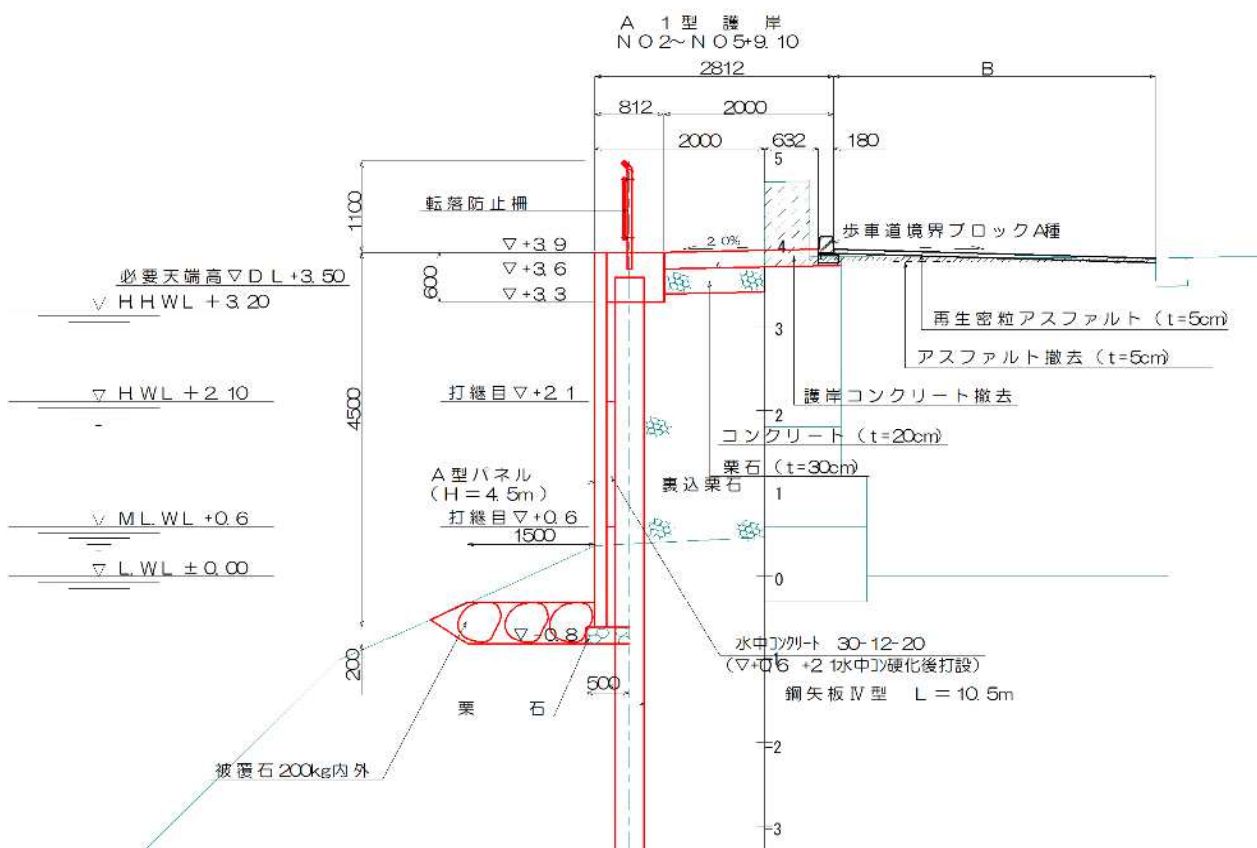 A 1型 護 岸
NO2~NO5+9.10
2812
B
812
2000
2000
632
180
5
1100
転落防止柵
歩車道境界ブロックA種
▽+3.9
2.0%
4
必要天端高▽DL+3.50
▽+3.6
600
▽ HHWL +3.20
▽+3.3
3
再生密粒アスファルト (t=5cm)
アスファルト撤去 (t=5cm)
▽ HWL +2.10
打継目▽+2.1
護岸コンクリート撤去
4500
2
コンクリート (t=20cm)
栗石 (t=30cm)
A型パネル
(H=4.5m)
裏込栗石
1
▽ ML.WL +0.6
打継目▽+0.6
1500
▽ L.WL ±0.00
0
▽-0.8
水中コンクリート 30-12-20
(▽+0.6 +2.1水中コン硬化後打設)
-1
200
500
鋼矢板Ⅳ型 L=10.5m
栗 石
-2
被覆石200kg内外
-3